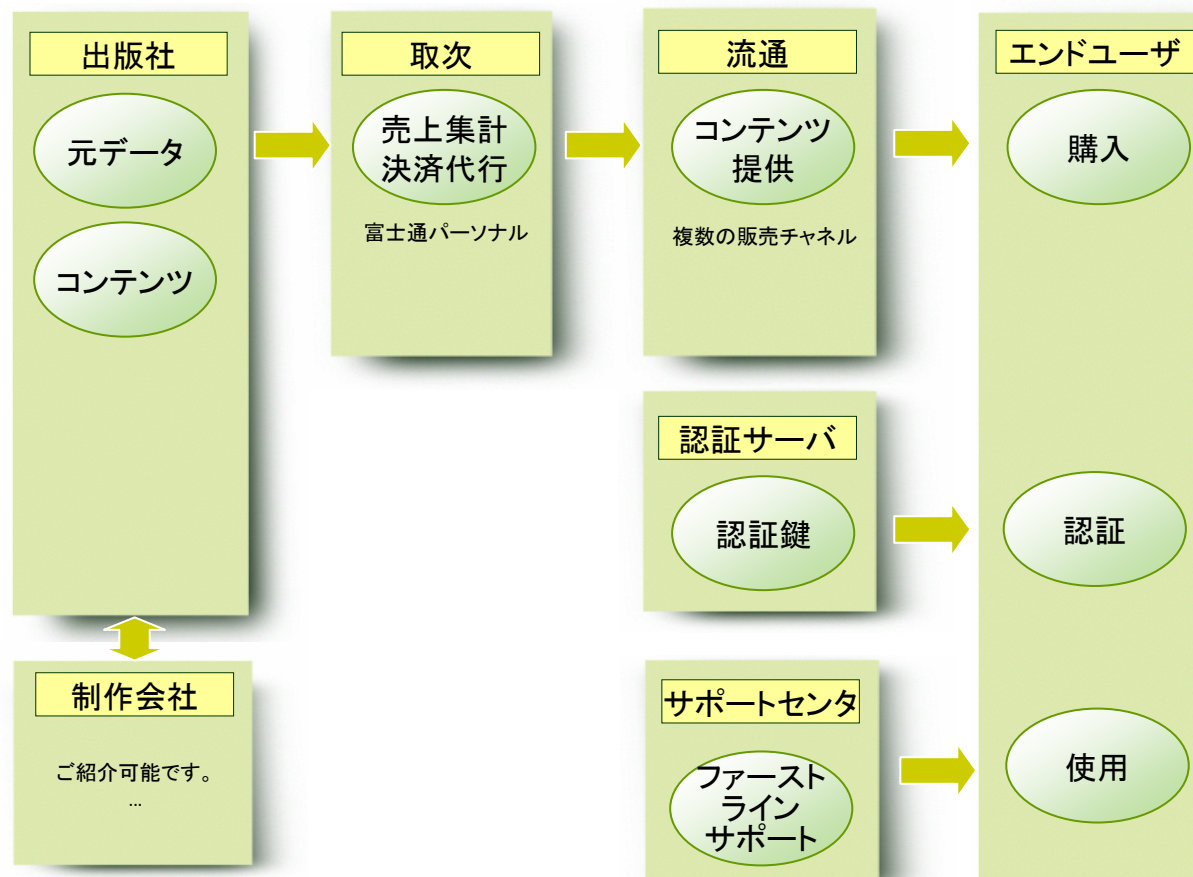 出版社
元データ
コンテンツ
取次
売上集計
決済代行
富士通パーソナル
流通
コンテンツ
提供
複数の販売チャネル
エンドユーザ
購入
認証サーバ
認証鍵
認証
制作会社
ご紹介可能です。
...
サポートセンタ
ファースト
ライン
サポート
使用